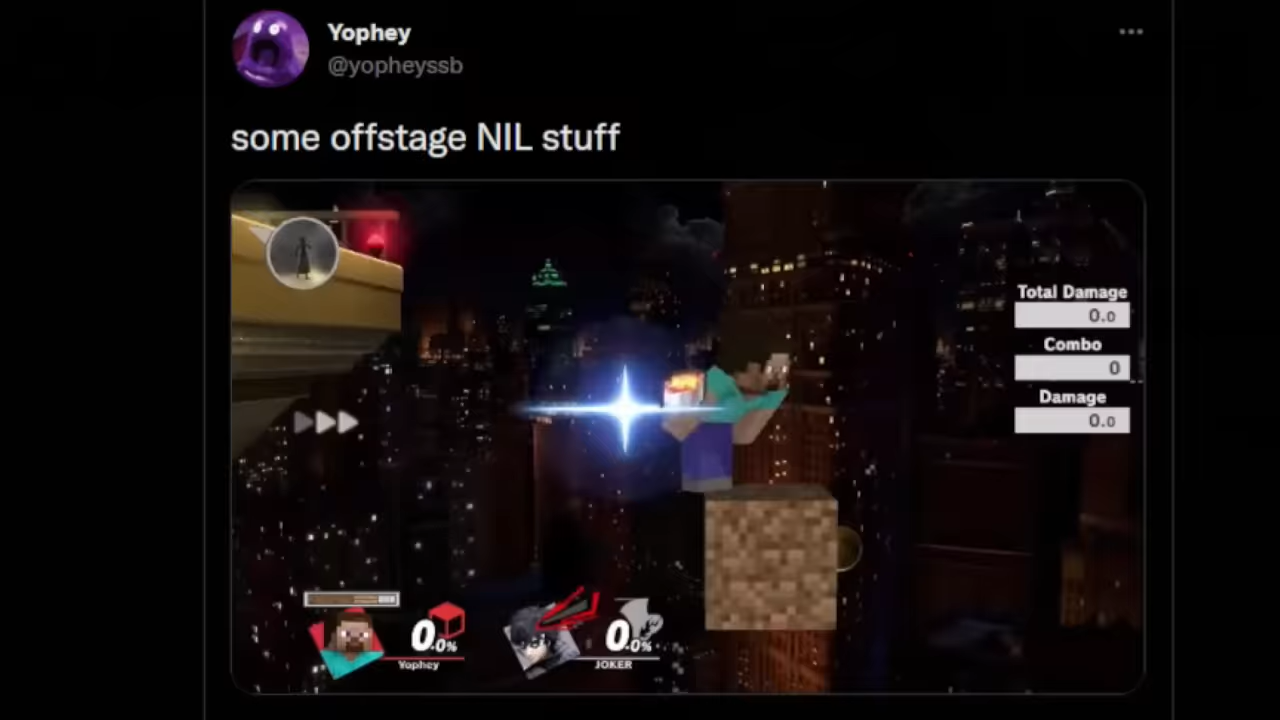 Yophey
@yopheyssb
some offstage NIL stuff
Total Damage
0.0
Combo
0
Damage
0.0
0.0%
Yophey
0.0%
JOKER